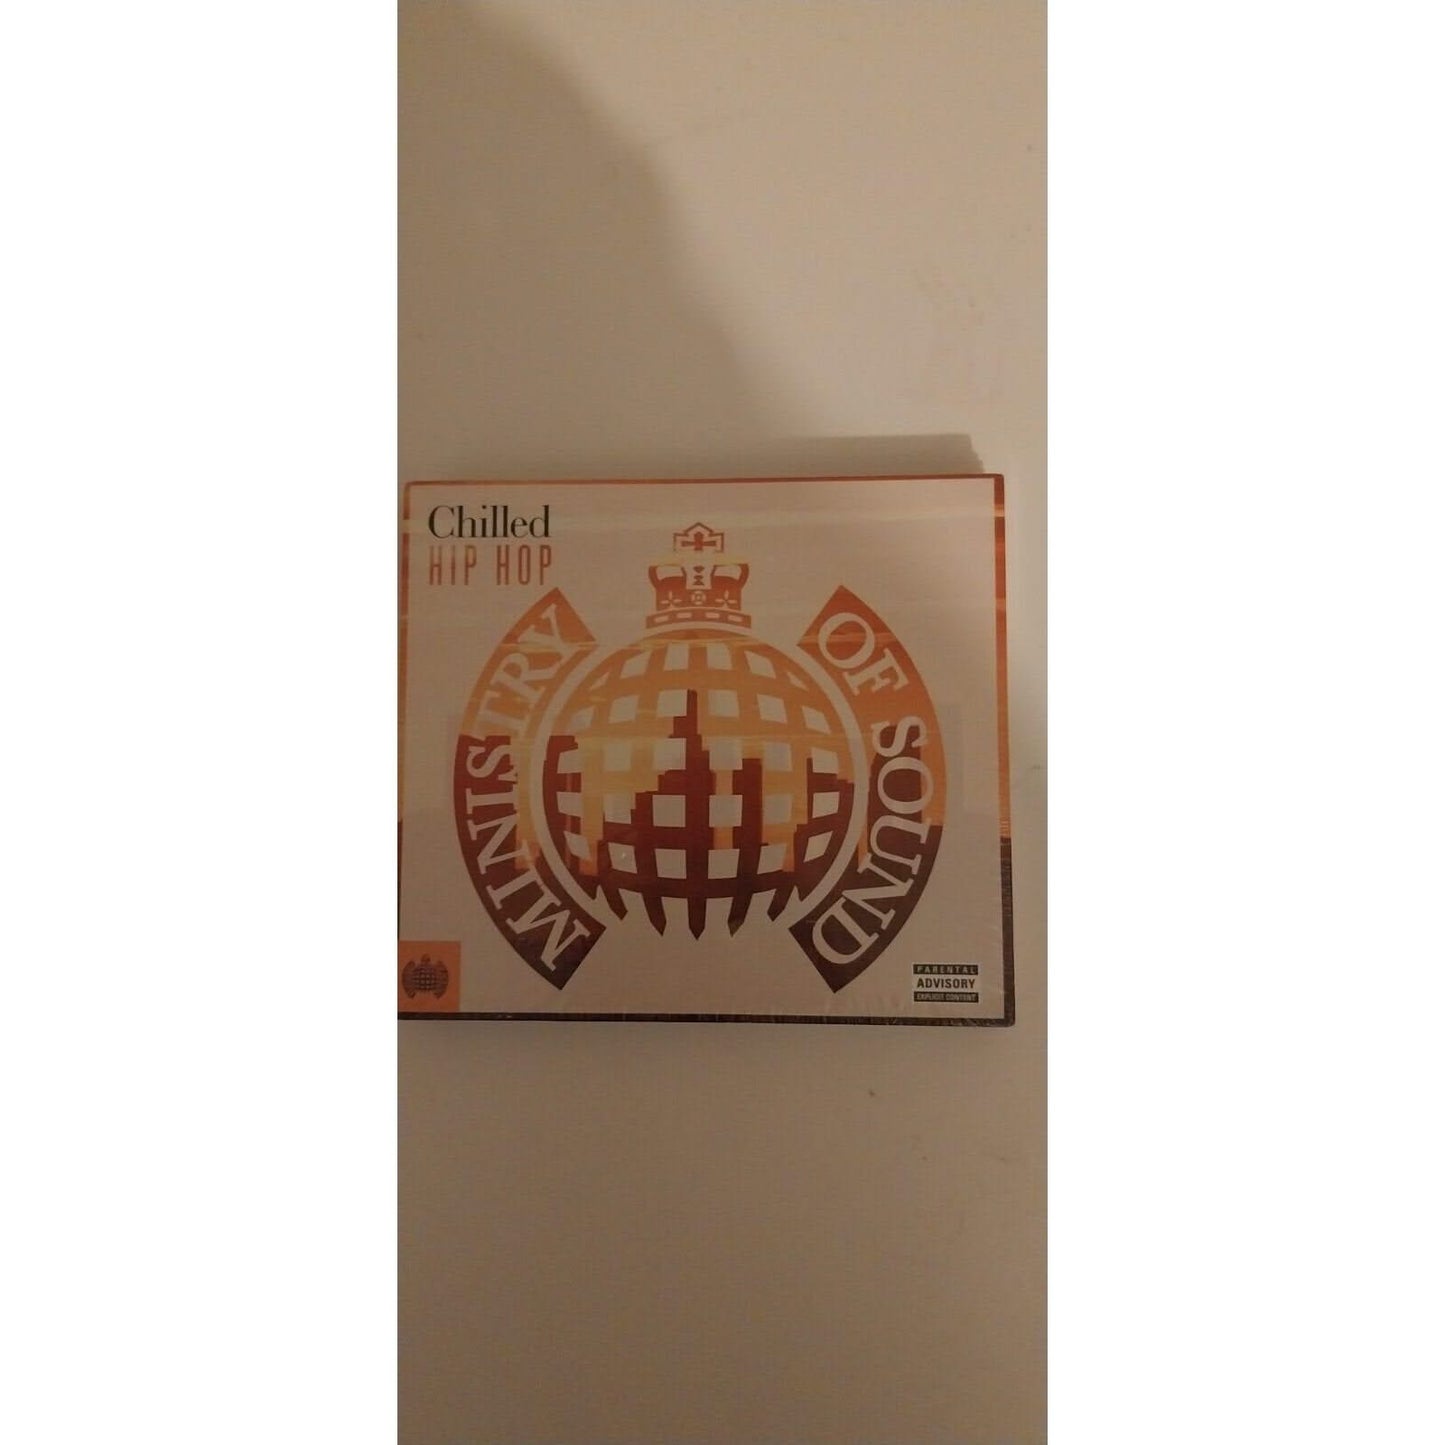 Chilled
HIP HOP
MINISTRY
OF SOUND
PARENTAL
ADVISORY
EXPLICIT CONTENT